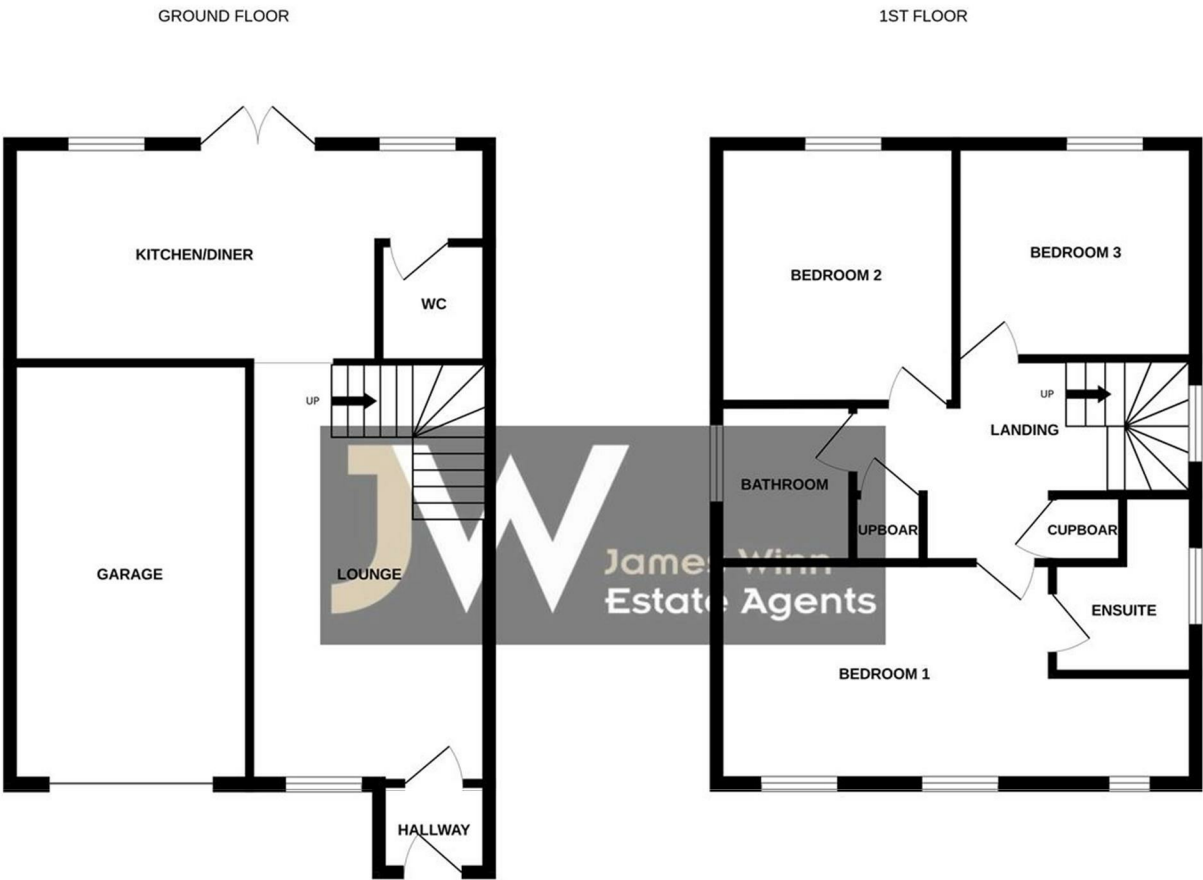 GROUND FLOOR
1ST FLOOR
KITCHEN/DINER
WC
UP
GARAGE
LOUNGE
HALLWAY
BEDROOM 2
BEDROOM 3
UP
LANDING
BATHROOM
UPBOAR
CUPBOAR
ENSUITE
BEDROOM 1
JW
James Winn
Estate Agents